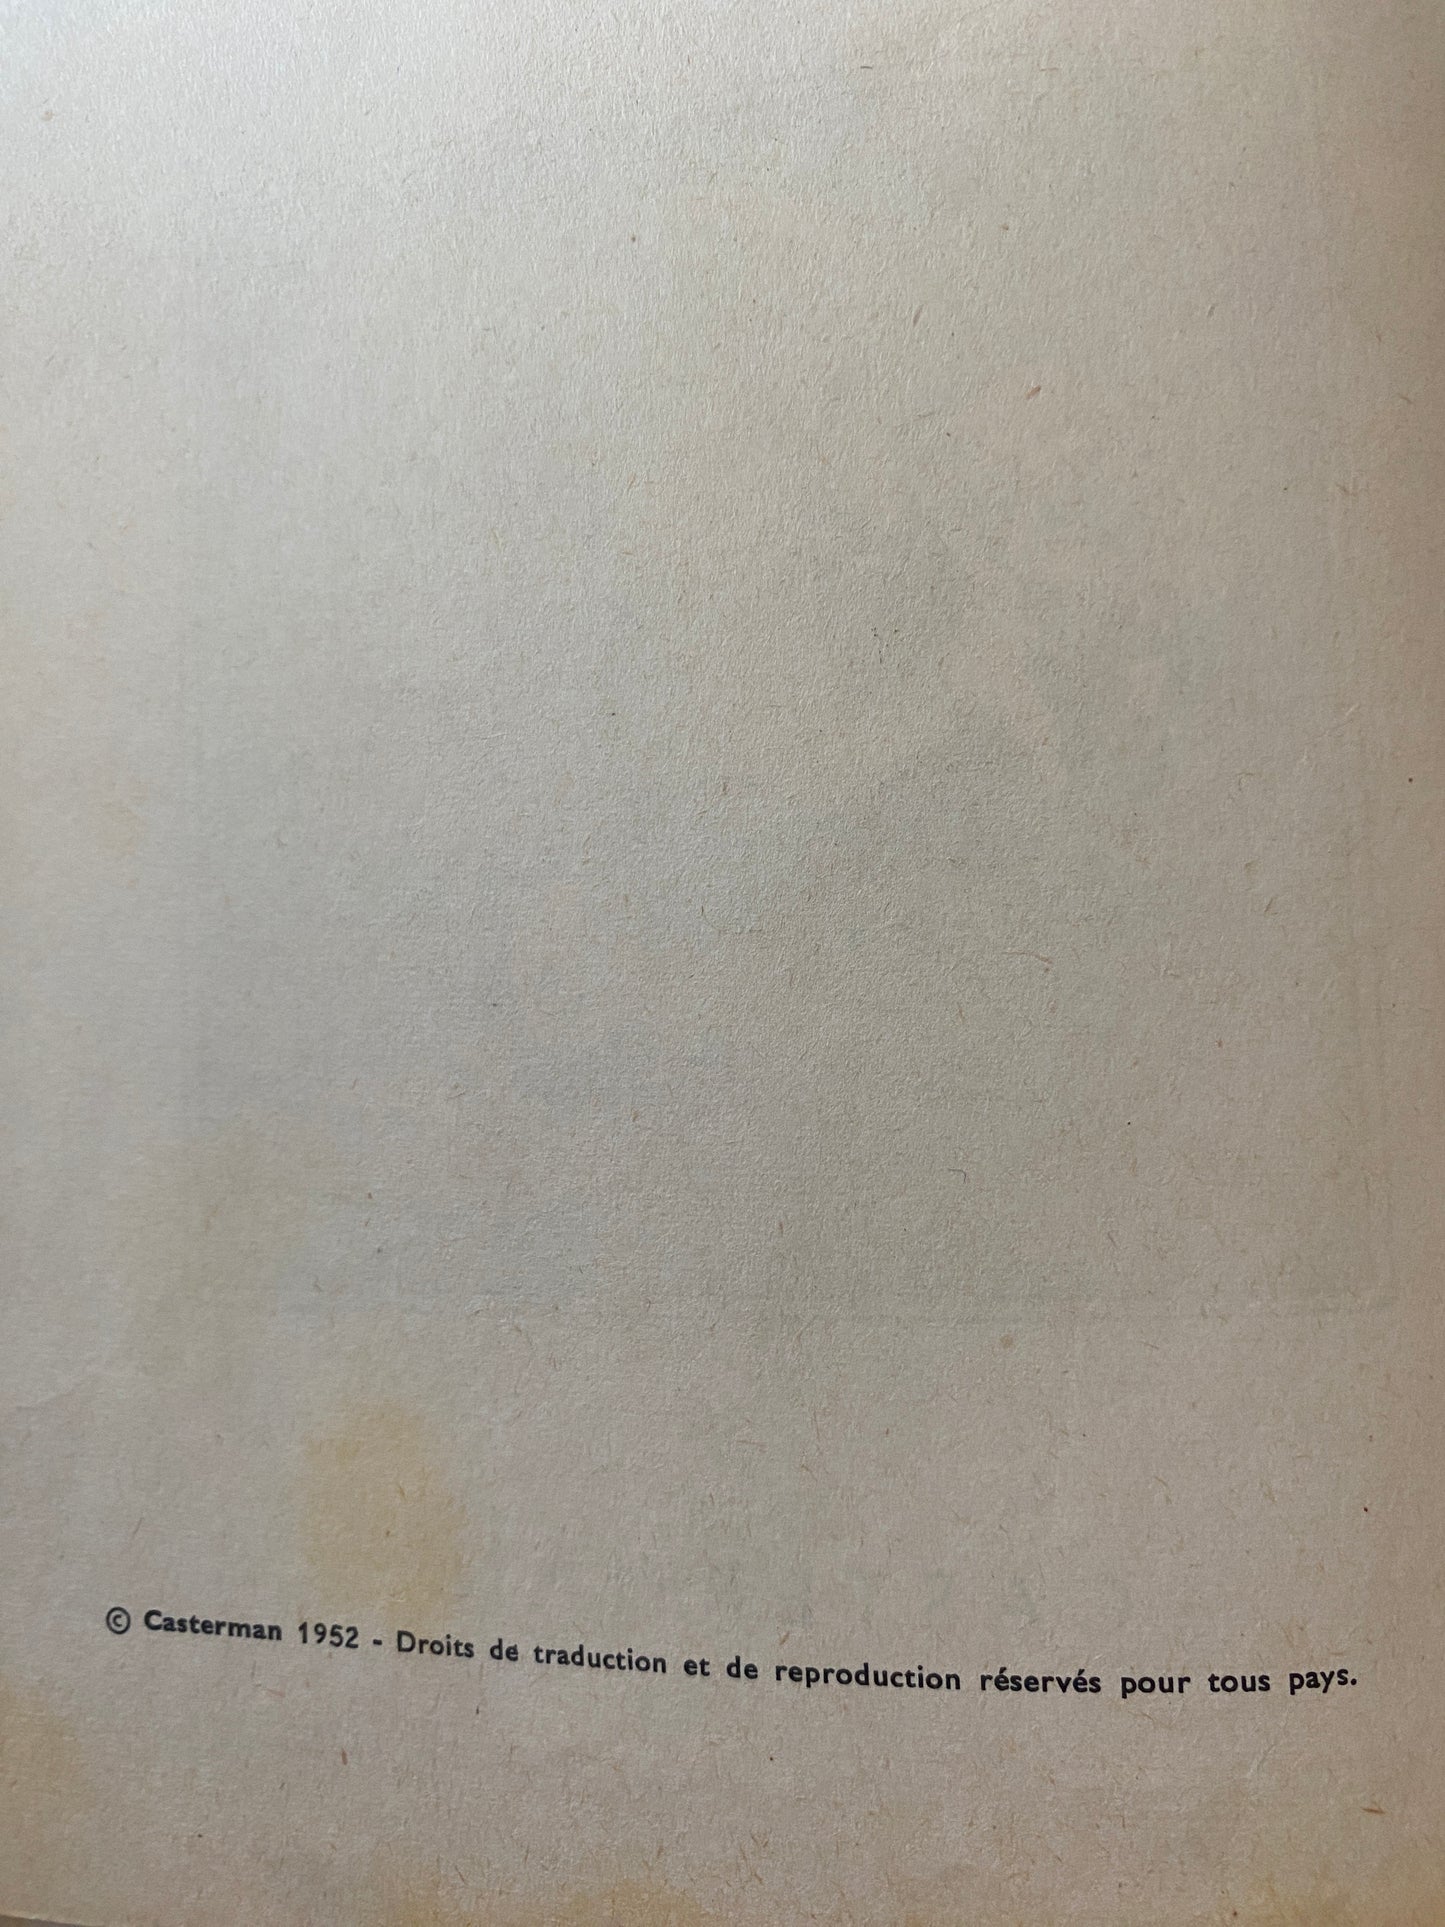 © Casterman 1952 - Droits de traduction et de reproduction réservés pour tous pays.